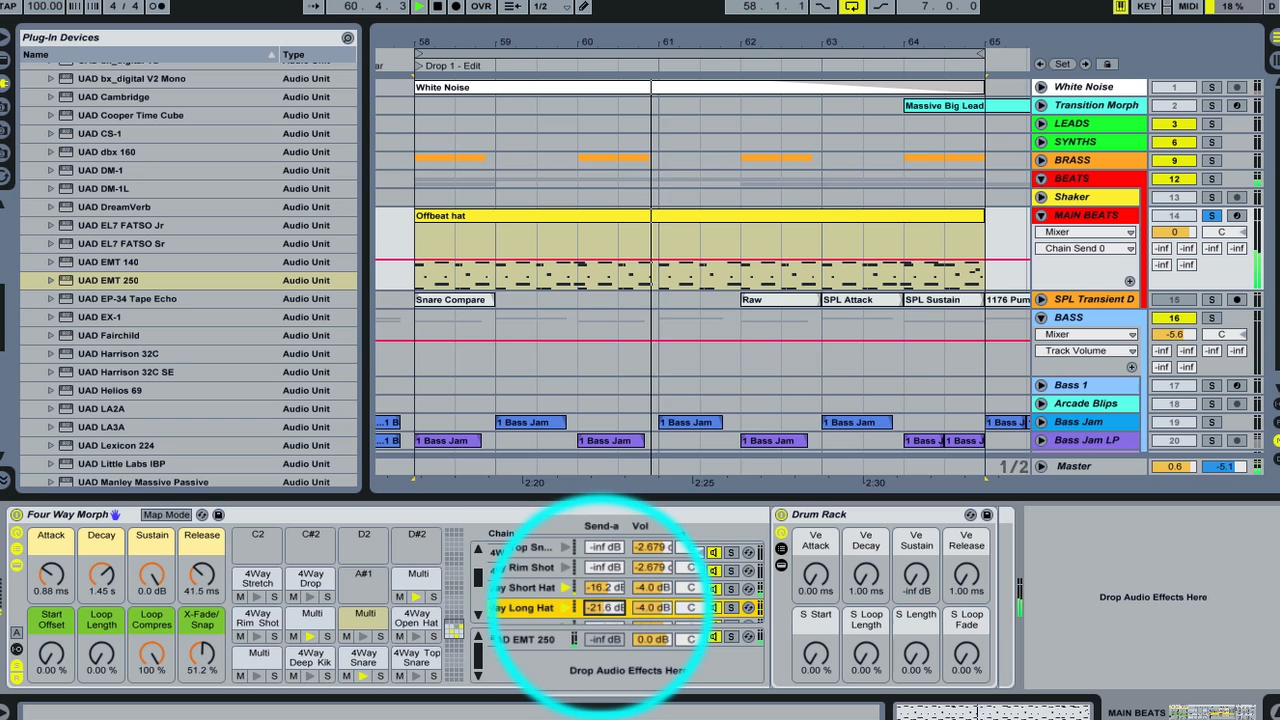 TAP 100.00 4 / 4 60 . 4 . 3 OVR 1/2 58 . 1 . 1 7 . 0 . 0 KEY MIDI 18 % D
Plug-In Devices
Name Type
UAD bx_digital V2 Mono Audio Unit
UAD Cambridge Audio Unit
UAD Cooper Time Cube Audio Unit
UAD CS-1 Audio Unit
UAD dbx 160 Audio Unit
UAD DM-1 Audio Unit
UAD DM-1L Audio Unit
UAD DreamVerb Audio Unit
UAD EL7 FATSO Jr Audio Unit
UAD EL7 FATSO Sr Audio Unit
UAD EMT 140 Audio Unit
UAD EMT 250 Audio Unit
UAD EP-34 Tape Echo Audio Unit
UAD EX-1 Audio Unit
UAD Fairchild Audio Unit
UAD Harrison 32C Audio Unit
UAD Harrison 32C SE Audio Unit
UAD Helios 69 Audio Unit
UAD LA2A Audio Unit
UAD LA3A Audio Unit
UAD Lexicon 224 Audio Unit
UAD Little Labs IBP Audio Unit
UAD Manley Massive Passive Audio Unit
58 59 60 61 62 63 64 65
ar Drop 1 - Edit Set
White Noise White Noise 1 S
Massive Big Lead Transition Morph 2 S
LEADS 3 S
SYNTHS 6 S
BRASS 9 S
BEATS 12 S
Shaker 13 S
Offbeat hat MAIN BEATS 14 S
Mixer 0 C
Chain Send 0 -inf -inf -inf -inf
-inf -inf
Snare Compare Raw SPL Attack SPL Sustain 1176 Pum SPL Transient D 15 S
BASS 16 S
Mixer -5.6 C
Track Volume -inf -inf -inf -inf
-inf -inf
Bass 1 17 S
Arcade Blips 18 S
...1 B 1 Bass Jam 1 Bass Jam 1 Bass Jam 1 Bass J Bass Jam 19 S
...1 B 1 Bass Jam 1 Bass Jam 1 Bass Jam 1 Bass J 1 Bass J Bass Jam LP 20 S
1/2 Master 0.6 -5.1
2:20 2:25 2:30
Four Way Morph Map Mode
Attack Decay Sustain Release
0.88 ms 1.45 s 0.0 dB 41.5 ms
Start Offset Loop Length Loop Compres X-Fade/ Snap
0.00 % 0.00 % 100 % 51.2 %
C2 C#2 D2 D#2
4Way Stretch 4Way Drop A#1 Multi
M S M S M S
4Way Rim Shot Multi Multi 4Way Open Hat
M S M S M S M S
Multi 4Way Deep Kik 4Way Snare 4Way Top Snare
M S M S M S M S
Chain Send-a Vol
4W op Sn... -inf dB -2.679 d C S
4W Rim Shot -inf dB -2.679 d C S
ay Short Hat -16.2 dB -4.0 dB C S
ay Long Hat -21.6 dB -4.0 dB C S
AD EMT 250 -inf dB 0.0 dB C S
Drop Audio Effects Here
Drum Rack
Ve Attack Ve Decay Ve Sustain Ve Release
0.00 ms 1.00 ms -inf dB 1.00 ms
S Start S Loop Length S Length S Loop Fade
0.00 % 0.00 % 0.00 % 0.00 %
Drop Audio Effects Here
MAIN BEATS